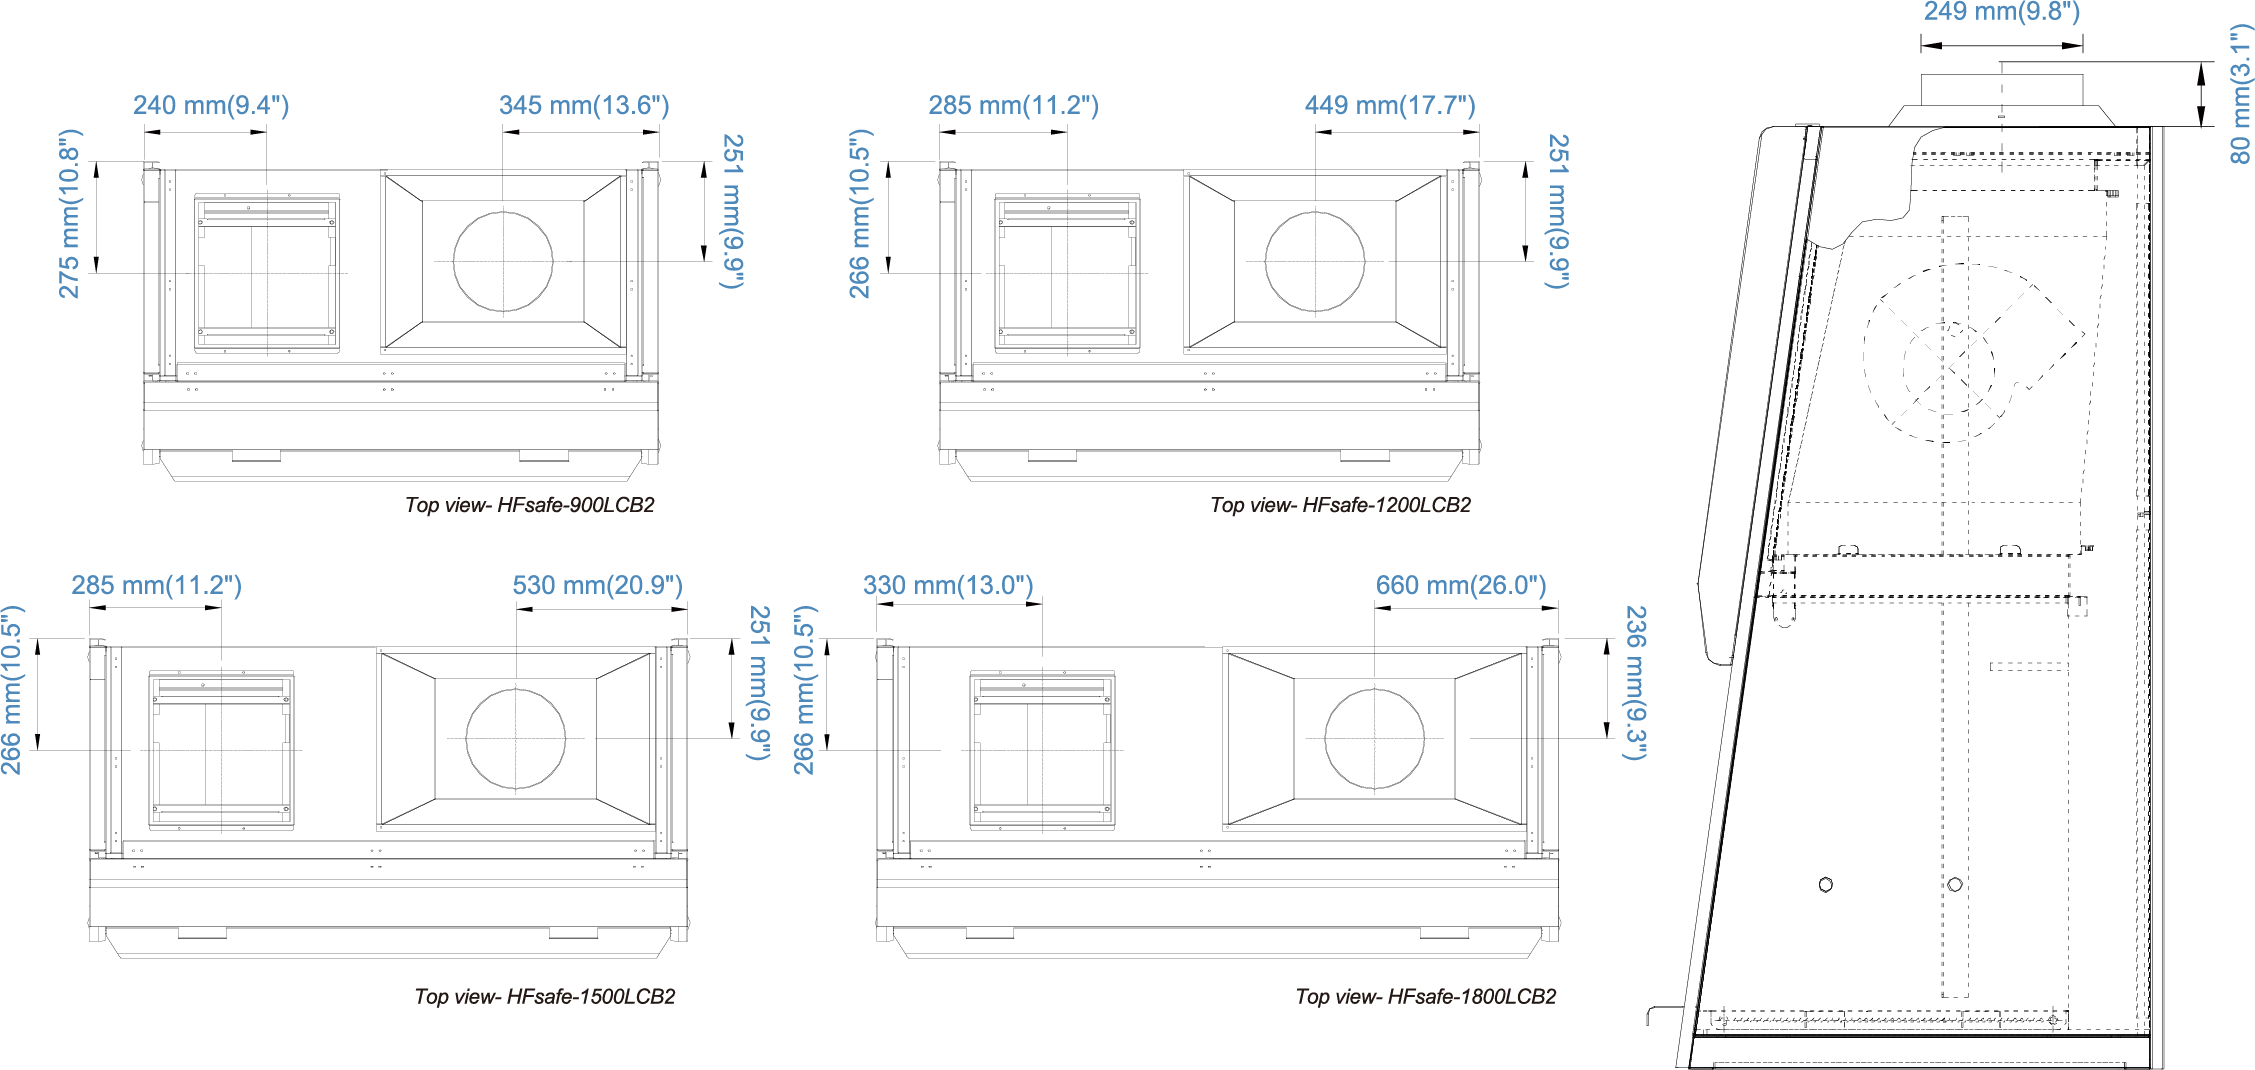 249 mm(9.8")
80 mm(3.1")
240 mm(9.4")
345 mm(13.6")
275 mm(10.8")
251 mm(9.9")
Top view- HFsafe-900LCB2
285 mm(11.2")
449 mm(17.7")
266 mm(10.5")
251 mm(9.9")
Top view- HFsafe-1200LCB2
285 mm(11.2")
530 mm(20.9")
266 mm(10.5")
251 mm(9.9")
Top view- HFsafe-1500LCB2
330 mm(13.0")
660 mm(26.0")
266 mm(10.5")
236 mm(9.3")
Top view- HFsafe-1800LCB2